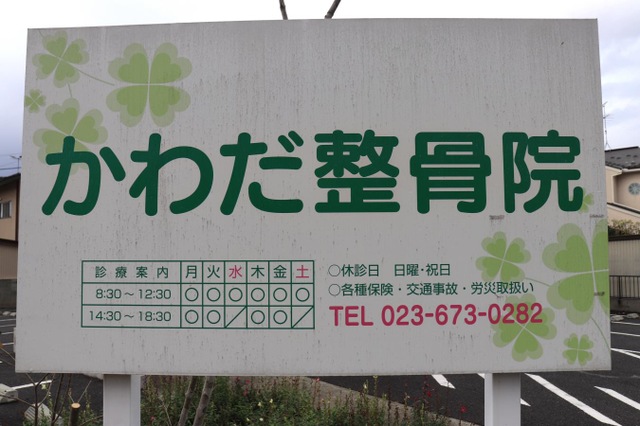 かわだ整骨院
診療案内 月 火 水 木 金 土
8:30～12:30 ○ ○ ○ ○ ○ ○
14:30～18:30 ○ ○ ／ ○ ○ ／
○休診日 日曜・祝日
○各種保険・交通事故・労災取扱い
TEL 023-673-0282